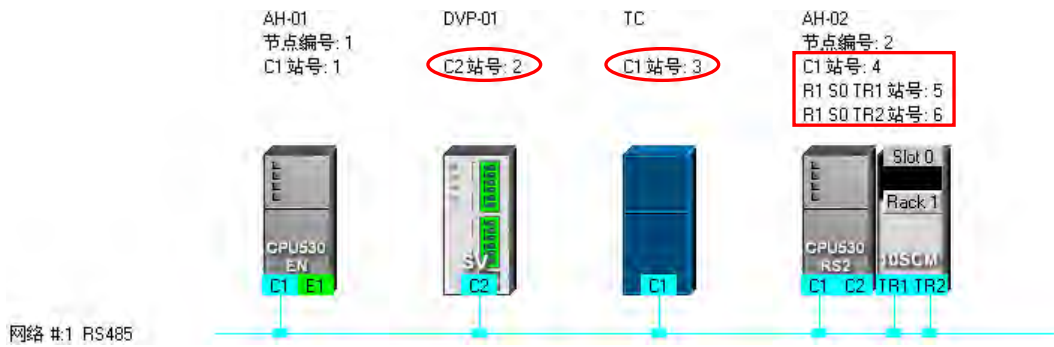 AH-01
节点编号: 1
C1 站号: 1
DVP-01
C2 站号: 2
TC
C1 站号: 3
AH-02
节点编号: 2
C1 站号: 4
R1 S0 TR1 站号: 5
R1 S0 TR2 站号: 6
CPU530
EN
C1 E1
SV
C2
C1
CPU530
RS2
C1 C2
Slot 0
Rack 1
10SCM
TR1 TR2
网络 #:1 RS485